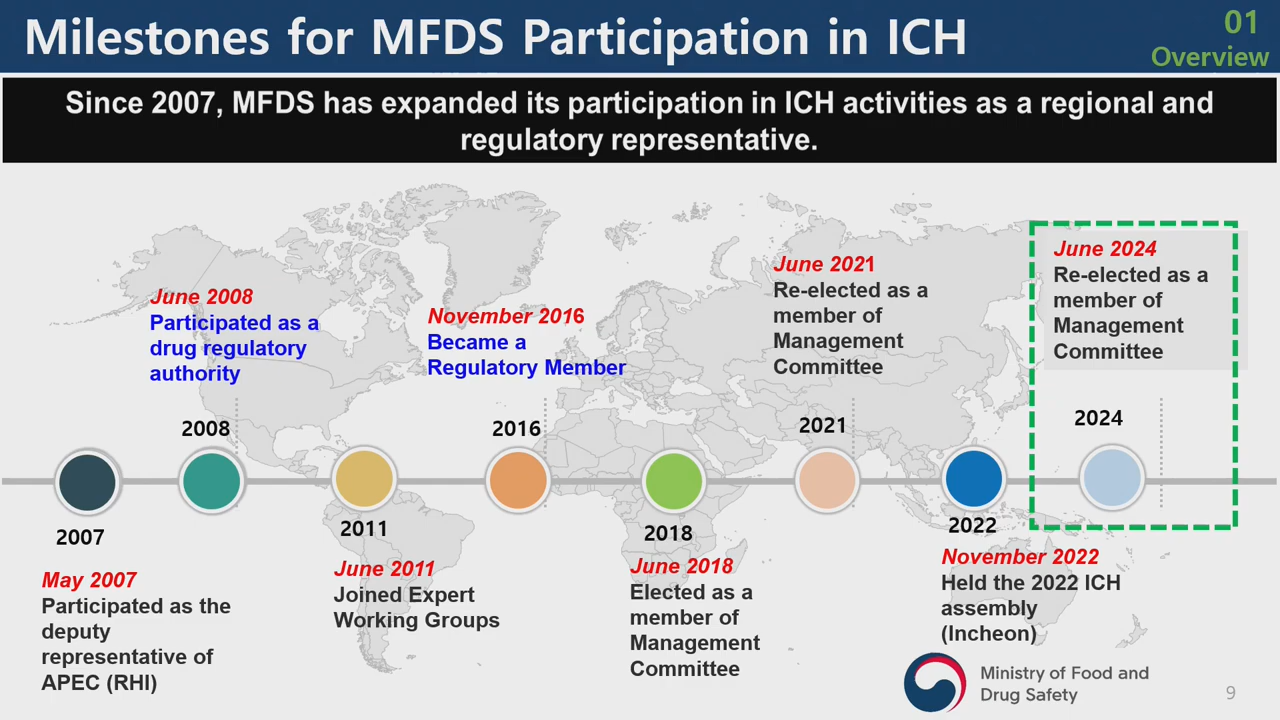 Milestones for MFDS Participation in ICH
01
Overview
Since 2007, MFDS has expanded its participation in ICH activities as a regional and
regulatory representative.
2007
May 2007
Participated as the
deputy
representative of
APEC (RHI)
June 2008
Participated as a
drug regulatory
authority
2008
2011
June 2011
Joined Expert
Working Groups
November 2016
Became a
Regulatory Member
2016
2018
June 2018
Elected as a
member of
Management
Committee
June 2021
Re-elected as a
member of
Management
Committee
2021
2022
November 2022
Held the 2022 ICH
assembly
(Incheon)
June 2024
Re-elected as a
member of
Management
Committee
2024
Ministry of Food and
Drug Safety
9